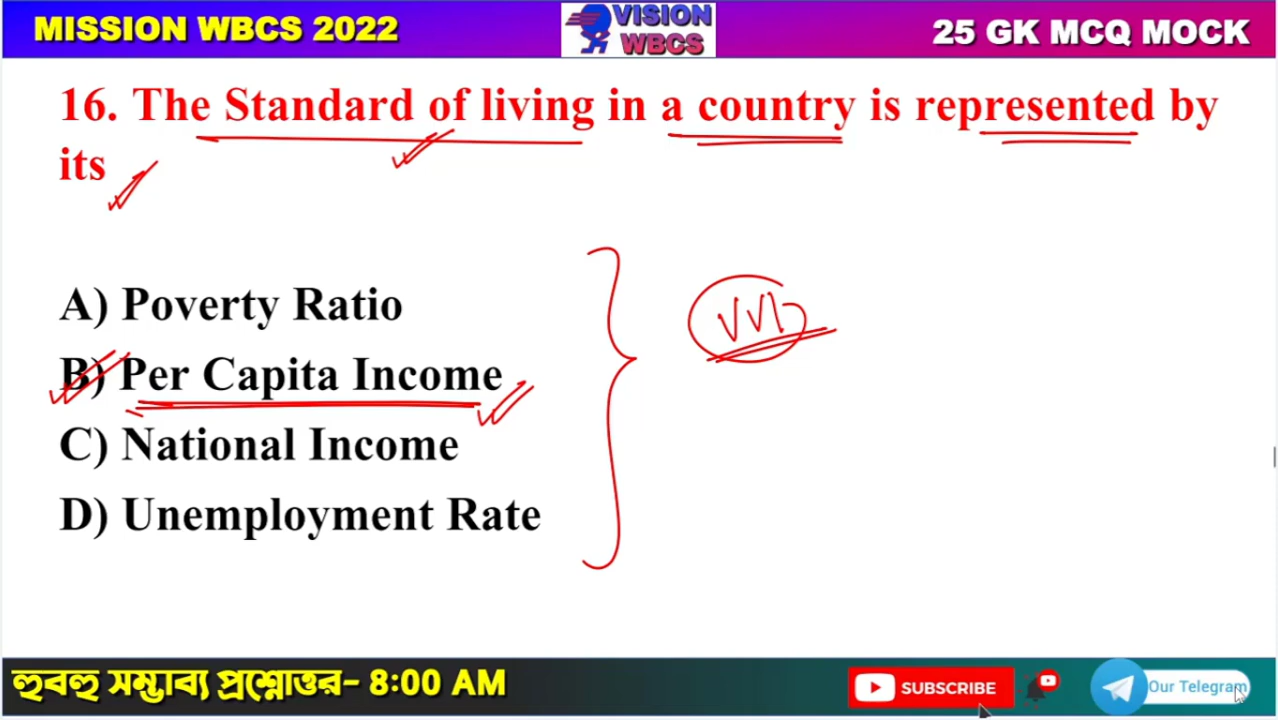 MISSION WBCS 2022
VISION
WBCS
25 GK MCQ MOCK
16. The Standard of living in a country is represented by
its
A) Poverty Ratio
B) Per Capita Income
C) National Income
D) Unemployment Rate
হুবহু সম্ভাব্য প্রশ্নোত্তর- 8:00 AM
SUBSCRIBE
Our Telegram